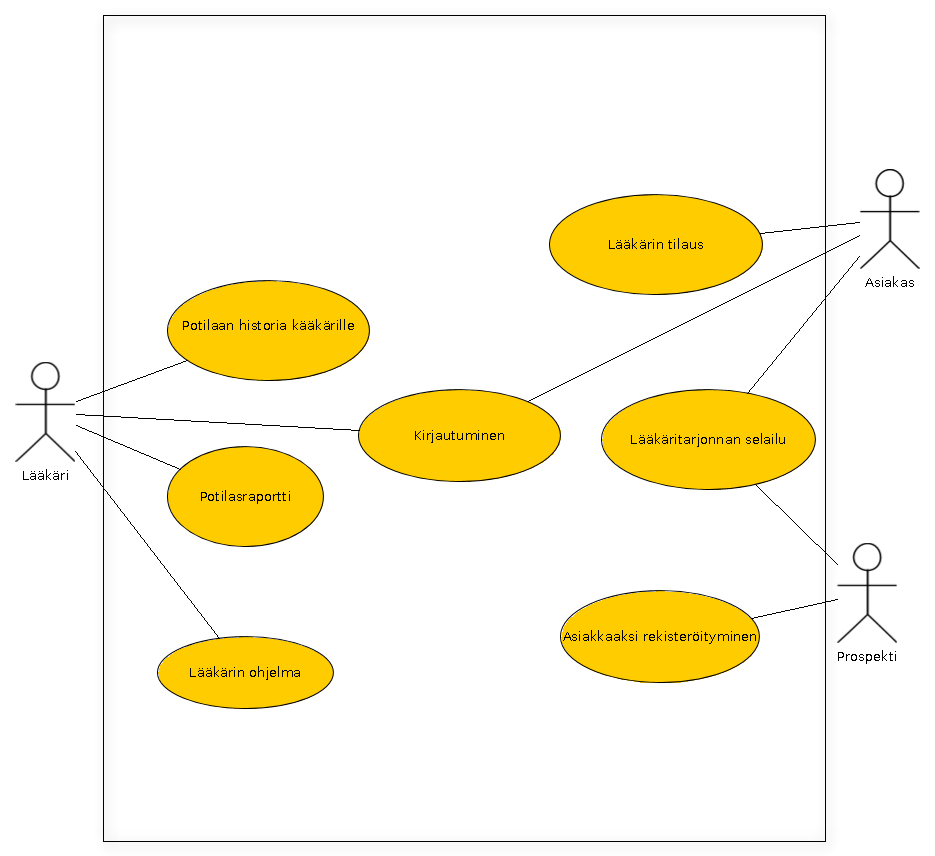 Lääkärin tilaus
Asiakas
Potilaan historia kääkärille
Kirjautuminen
Lääkäritarjonnan selailu
Lääkäri
Potilasraportti
Asiakkaaksi rekisteröityminen
Prospekti
Lääkärin ohjelma